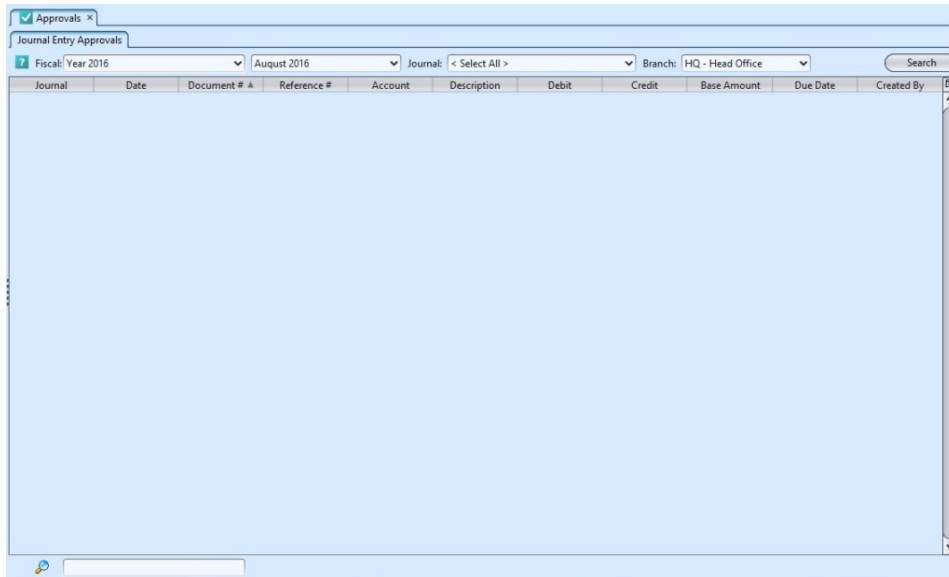 Approvals ×
Journal Entry Approvals
? Fiscal: Year 2016 August 2016 Journal: < Select All > Branch: HQ - Head Office Search
Journal Date Document # Reference # Account Description Debit Credit Base Amount Due Date Created By